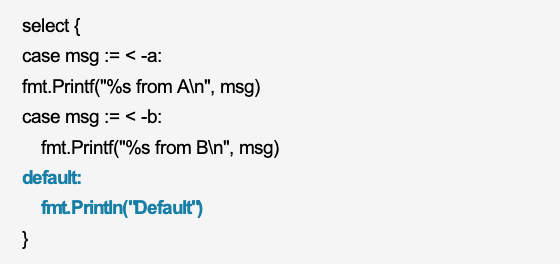 select {
case msg := < -a:
fmt.Printf("%s from A\n", msg)
case msg := < -b:
fmt.Printf("%s from B\n", msg)
default:
fmt.Println("Default")
}